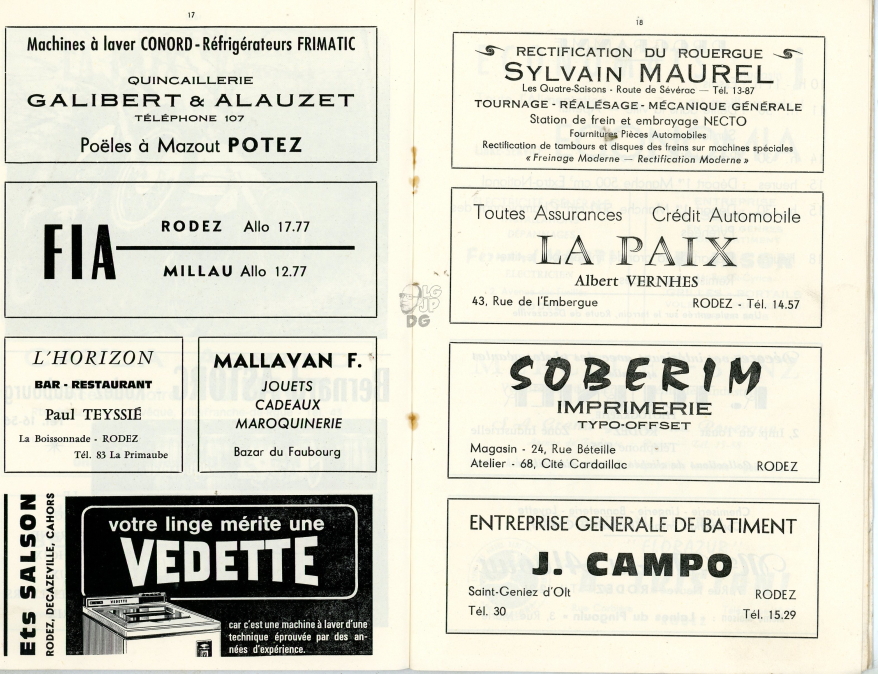 17
Machines à laver CONORD - Réfrigérateurs FRIMATIC
QUINCAILLERIE
GALIBERT & ALAUZET
TÉLÉPHONE 107
Poëles à Mazout POTEZ
FIA
RODEZ Allo 17.77
MILLAU Allo 12.77
L'HORIZON
BAR - RESTAURANT
Paul TEYSSIÉ
La Boissonnade - RODEZ
Tél. 83 La Primaube
MALLAVAN F.
JOUETS
CADEAUX
MAROQUINERIE
Bazar du Faubourg
Ets SALSON
RODEZ, DECAZEVILLE, CAHORS
votre linge mérite une
VEDETTE
VEDETTE
car c'est une machine à laver d'une
technique éprouvée par des an-
nées d'expérience.
18
RECTIFICATION DU ROUERGUE
SYLVAIN MAUREL
Les Quatre-Saisons - Route de Séverac — Tél. 13-87
TOURNAGE - RÉALÉSAGE - MÉCANIQUE GÉNÉRALE
Station de frein et embrayage NECTO
Fournitures Pièces Automobiles
Rectification de tambours et disques des freins sur machines spéciales
« Freinage Moderne — Rectification Moderne »
Toutes Assurances Crédit Automobile
LA PAIX
Albert VERNHES
43, Rue de l'Embergue RODEZ - Tél. 14.57
SOBERIM
IMPRIMERIE
TYPO-OFFSET
Magasin - 24, Rue Béteille
Atelier - 68, Cité Cardaillac RODEZ
ENTREPRISE GENERALE DE BATIMENT
J. CAMPO
Saint-Geniez d'Olt RODEZ
Tél. 30 Tél. 15.29
LG
JP
DG